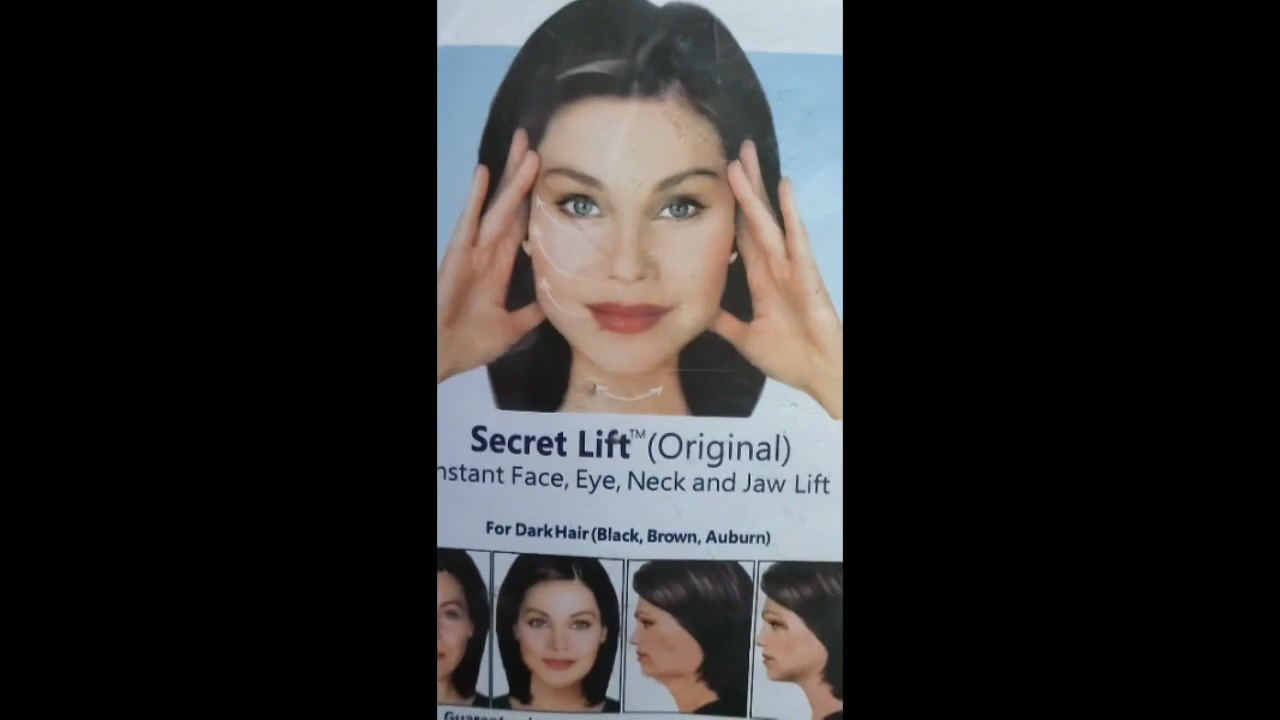 Secret Lift™ (Original)
nstant Face, Eye, Neck and Jaw Lift
For Dark Hair (Black, Brown, Auburn)